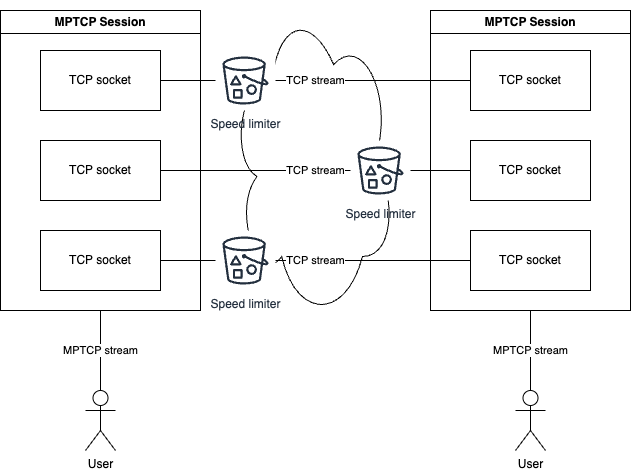 MPTCP Session
MPTCP Session
TCP socket
TCP stream
TCP socket
Speed limiter
TCP socket
TCP stream
TCP socket
Speed limiter
TCP socket
TCP stream
TCP socket
Speed limiter
MPTCP stream
MPTCP stream
User
User